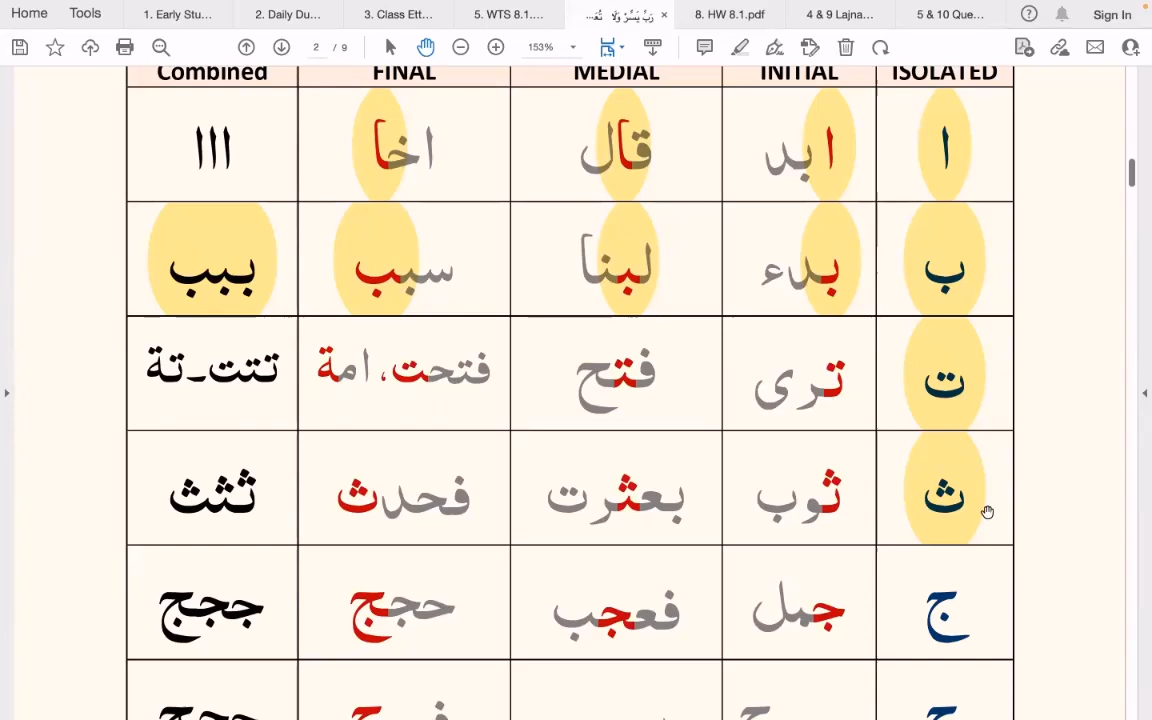 Home Tools 1. Early Stu... 2. Daily Du... 3. Class Ett... 5. WTS 8.1.... رَبِّ يَسِّرْ وَلَا تُعَ... × 8. HW 8.1.pdf 4 & 9 Lajna... 5 & 10 Que... Sign In
2 / 9 153%
Combined FINAL MEDIAL INITIAL ISOLATED
ااا اخا قال ابد ا
ببب سبب لبنا بدء ب
تتت ـ تة فتحت، امة فتح ترى ت
ثثث فحدث بعثرت ثوب ث
ججج حجج فعجب جمل ج